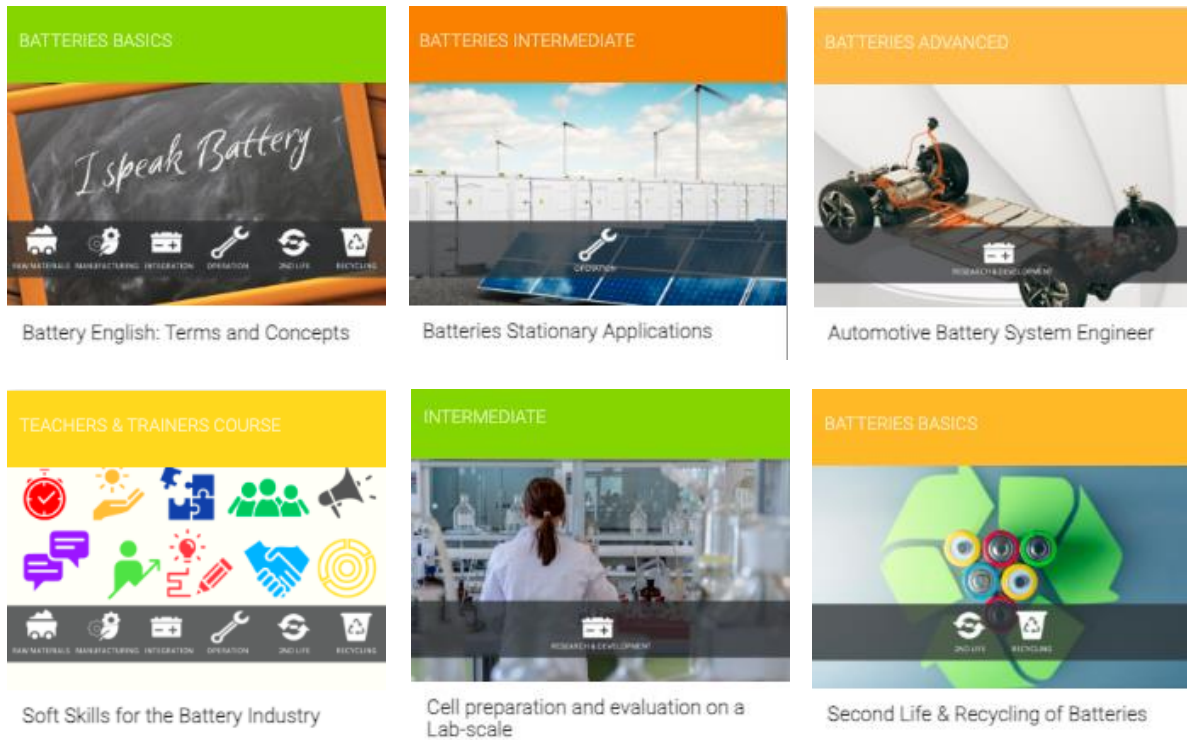 BATTERIES BASICS
I speak Battery
RAW MATERIALS MANUFACTURING INTEGRATION OPERATION 2ND LIFE RECYCLING
Battery English: Terms and Concepts
BATTERIES INTERMEDIATE
OPERATION
Batteries Stationary Applications
BATTERIES ADVANCED
RESEARCH & DEVELOPMENT
Automotive Battery System Engineer
TEACHERS & TRAINERS COURSE
RAW MATERIALS MANUFACTURING INTEGRATION OPERATION 2ND LIFE RECYCLING
Soft Skills for the Battery Industry
INTERMEDIATE
RESEARCH & DEVELOPMENT
Cell preparation and evaluation on a
Lab-scale
BATTERIES BASICS
2ND LIFE RECYCLING
Second Life & Recycling of Batteries